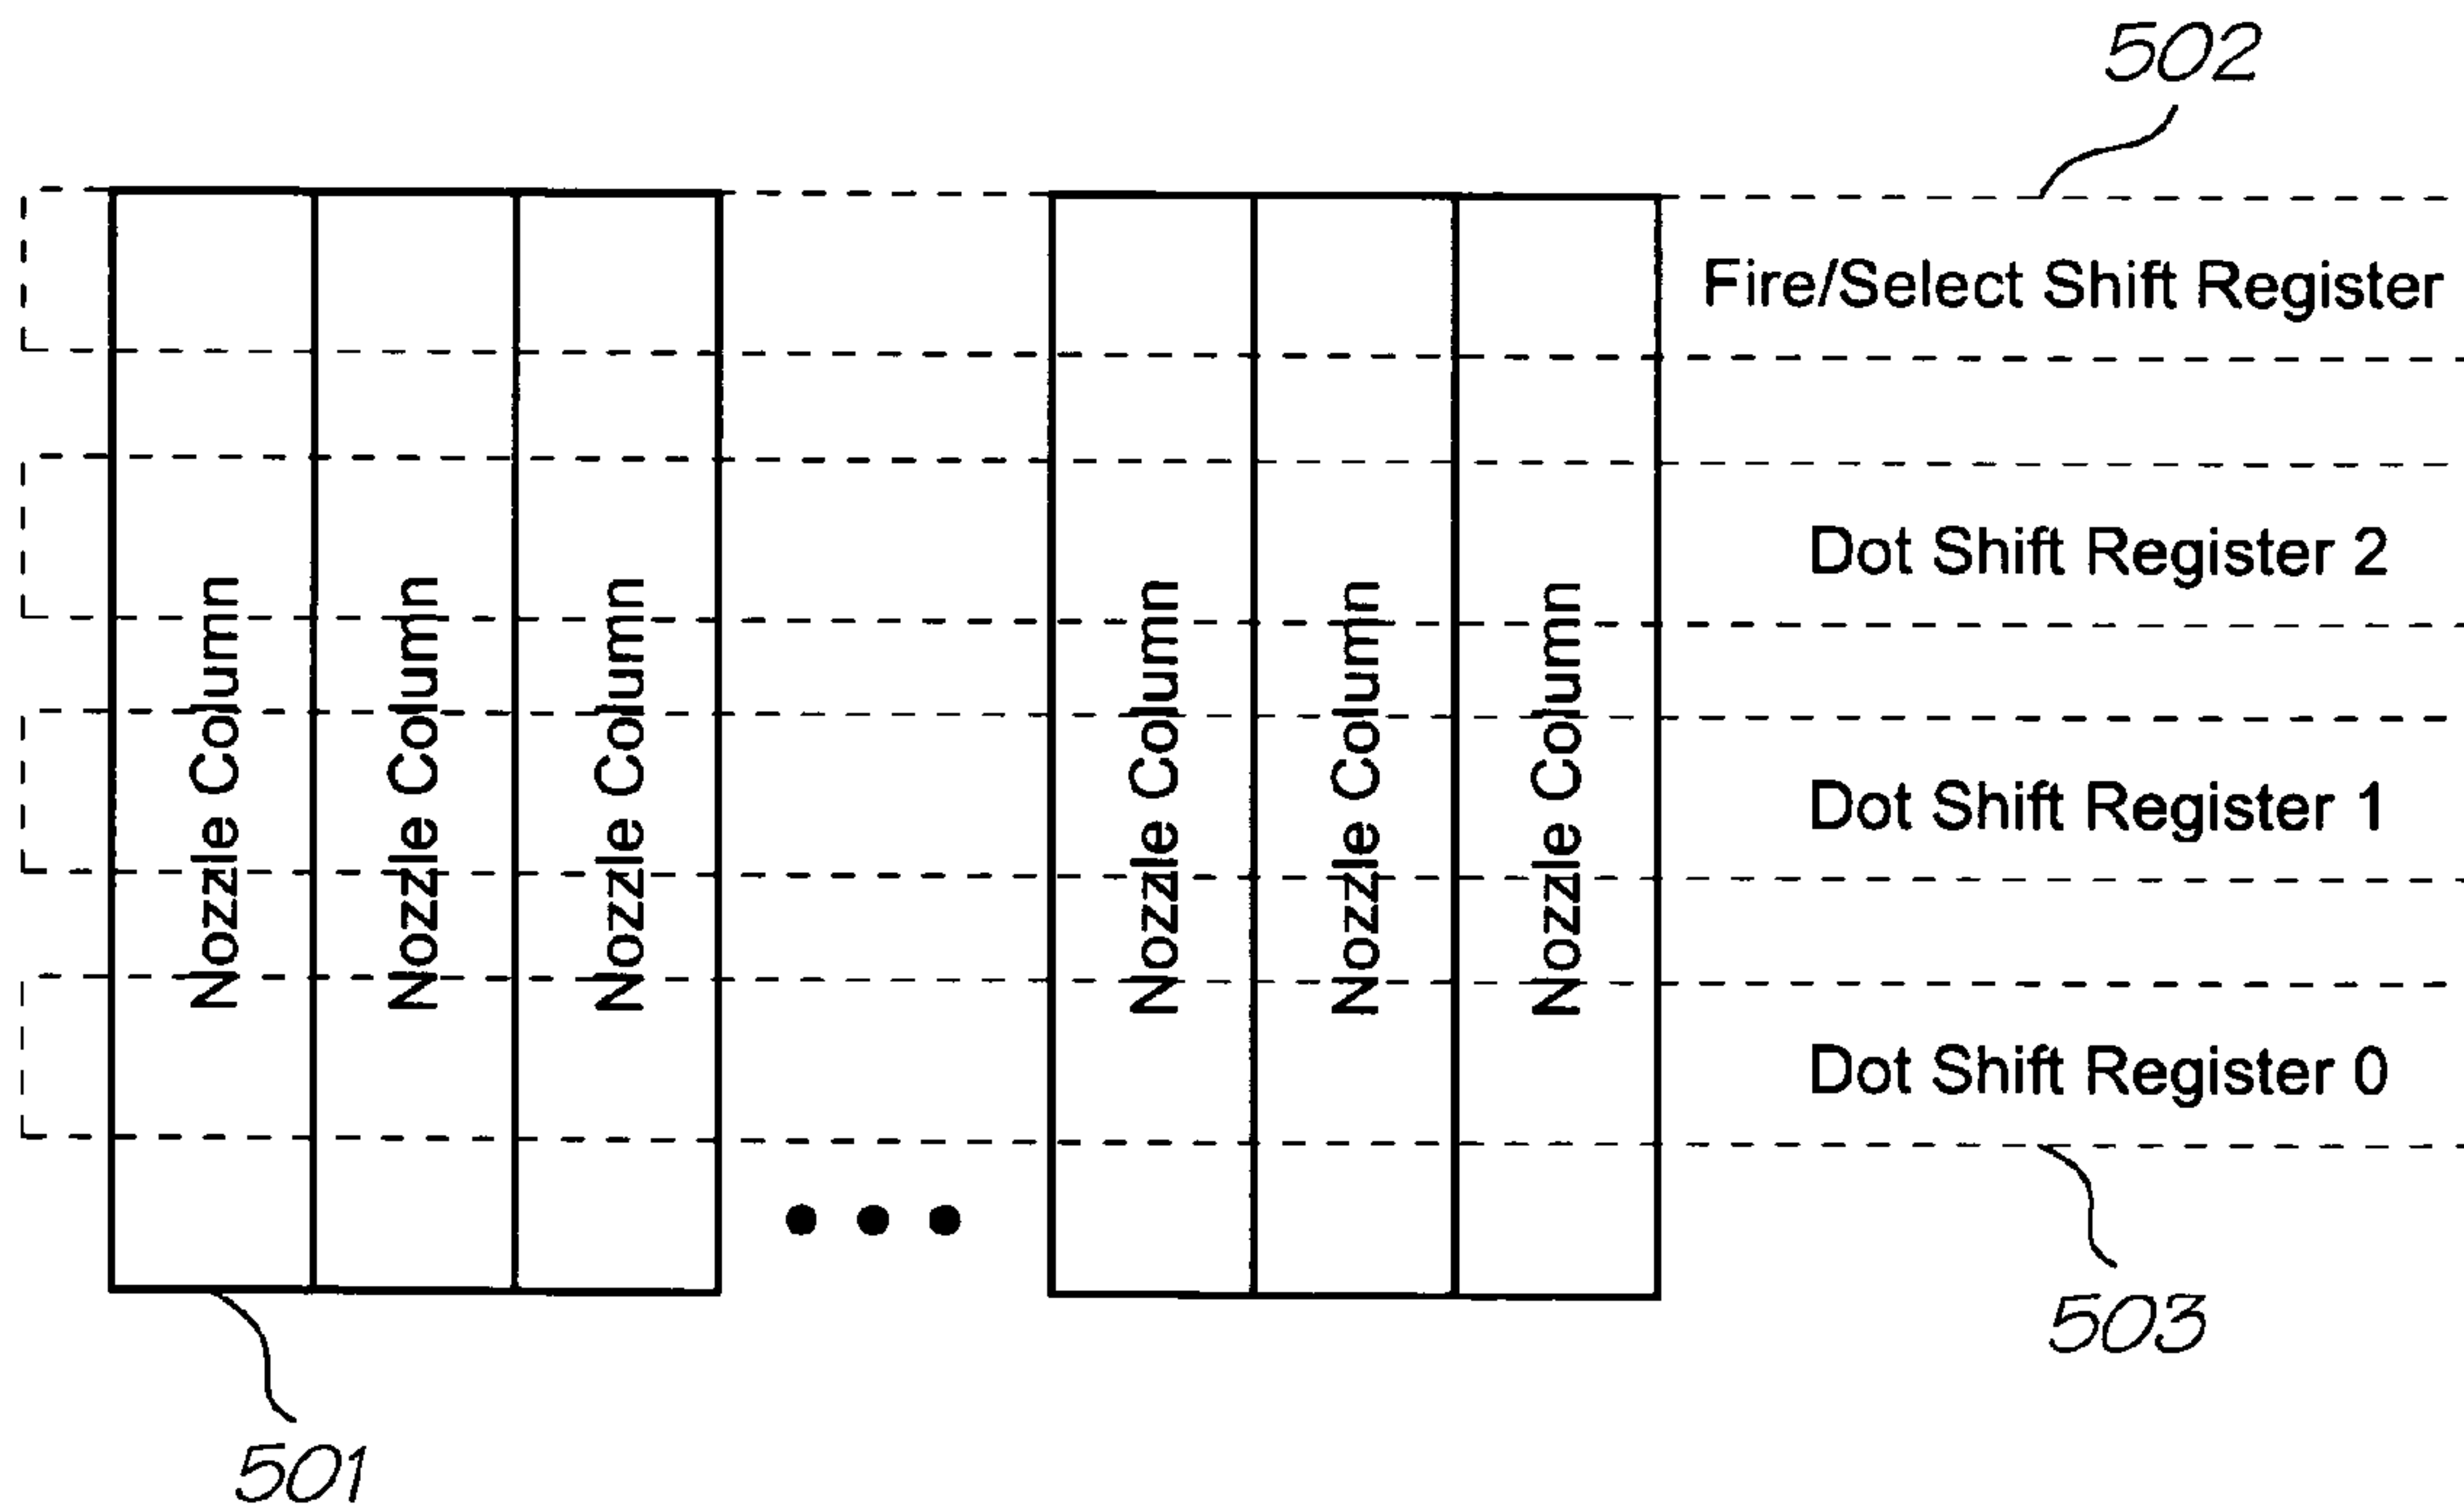 502
Fire/Select Shift Register
Dot Shift Register 2
Nozzle Column
Nozzle Column
Nozzle Column
Nozzle Column
Nozzle Column
Nozzle Column
Dot Shift Register 1
Dot Shift Register 0
503
501